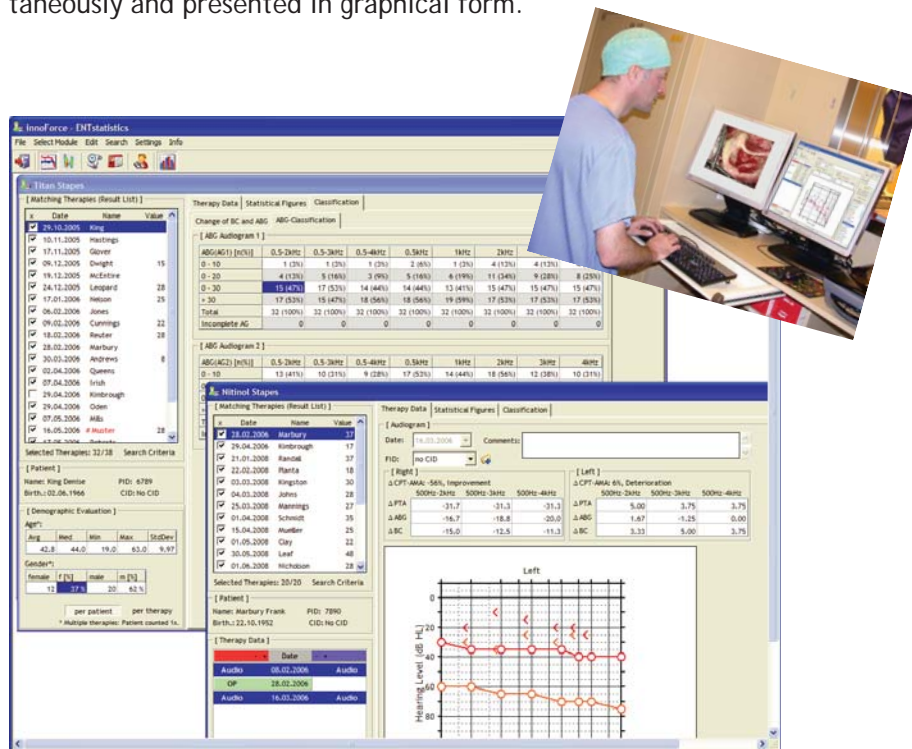 taneously and presented in graphical form.
InnoForce - ENTstatistics
File Select Module Edit Search Settings Info
Titan Stapes
[ Matching Therapies (Result List) ]
x Date Name Value
29.10.2005 King
10.11.2005 Hastings
17.11.2005 Glover
09.12.2005 Dwight 15
19.12.2005 McEntire
24.12.2005 Leopard 28
17.01.2006 Nelson 25
06.02.2006 Jones
09.02.2006 Cunnings 22
18.02.2006 Reuter 28
28.02.2006 Marbury
30.03.2006 Andrews 8
02.04.2006 Queens
07.04.2006 Irish
29.04.2006 Kimbrough
29.04.2006 Oden
07.05.2006 Mills
16.05.2006 # Muster 28
Selected Therapies: 32/38 Search Criteria
[ Patient ]
Name: King Denise PID: 6789
Birth.: 02.06.1966 CID: No CID
[ Demographic Evaluation ]
Age*:
Avg Med Min Max StdDev
42.8 44.0 19.0 63.0 9.97
Gender*:
female f [%] male m [%]
12 37 % 20 62 %
per patient per therapy
* Multiple therapies: Patient counted 1x.
Therapy Data Statistical Figures Classification
Change of BC and ABG ABG-Classification
[ ABG Audiogram 1 ]
ABG(AG1) [n(%)] 0.5-2kHz 0.5-3kHz 0.5-4kHz 0.5kHz 1kHz 2kHz
0 - 10 1 (3%) 1 (3%) 1 (3%) 2 (6%) 1 (3%) 4 (13%) 4 (13%)
0 - 20 4 (13%) 5 (16%) 3 (9%) 5 (16%) 6 (19%) 11 (34%) 9 (28%) 8 (25%)
0 - 30 15 (47%) 17 (53%) 14 (44%) 14 (44%) 13 (41%) 15 (47%) 15 (47%) 15 (47%)
> 30 17 (53%) 15 (47%) 18 (56%) 18 (56%) 19 (59%) 17 (53%) 17 (53%) 17 (53%)
Total 32 (100%) 32 (100%) 32 (100%) 32 (100%) 32 (100%) 32 (100%) 32 (100%) 32 (100%)
Incomplete AG 0 0 0 0 0 0 0 0
[ ABG Audiogram 2 ]
ABG(AG2) [n(%)] 0.5-2kHz 0.5-3kHz 0.5-4kHz 0.5kHz 1kHz 2kHz 3kHz 4kHz
0 - 10 13 (41%) 10 (31%) 9 (28%) 17 (53%) 14 (44%) 18 (56%) 12 (38%) 10 (31%)
Nitinol Stapes
[ Matching Therapies (Result List) ]
x Date Name Value
28.02.2006 Marbury 37
29.04.2006 Kimbrough 17
21.01.2006 Randel 37
22.02.2006 Planta 18
03.03.2006 Kingston 30
04.03.2006 Johns 28
25.03.2006 Mannings 27
01.04.2006 Schmidt 35
15.04.2006 Mueller 25
01.05.2006 Clay 22
30.05.2006 Leaf 48
01.06.2006 Nicholson 28
Selected Therapies: 20/20 Search Criteria
[ Patient ]
Name: Marbury Frank PID: 7890
Birth.: 22.10.1952 CID: No CID
[ Therapy Data ]
Date
Audio 08.02.2006 Audio
OP 28.02.2006
Audio 16.03.2006 Audio
Therapy Data Statistical Figures Classification
[ Audiogram ]
Date: 16.03.2006 Comments:
FID: no CID
[ Right ]
Δ CPT-AMA: -56%, Improvement
500Hz-2kHz 500Hz-3kHz 500Hz-4kHz
Δ PTA -31.7 -31.3 -31.3
Δ ABG -16.7 -18.8 -20.0
Δ BC -15.0 -12.5 -11.3
[ Left ]
Δ CPT-AMA: 6%, Deterioration
500Hz-2kHz 500Hz-3kHz 500Hz-4kHz
Δ PTA 5.00 3.75 3.75
Δ ABG 1.67 -1.25 0.00
Δ BC 3.33 5.00 3.75
Left
Hearing Level (dB HL)
0
20
40
60
80